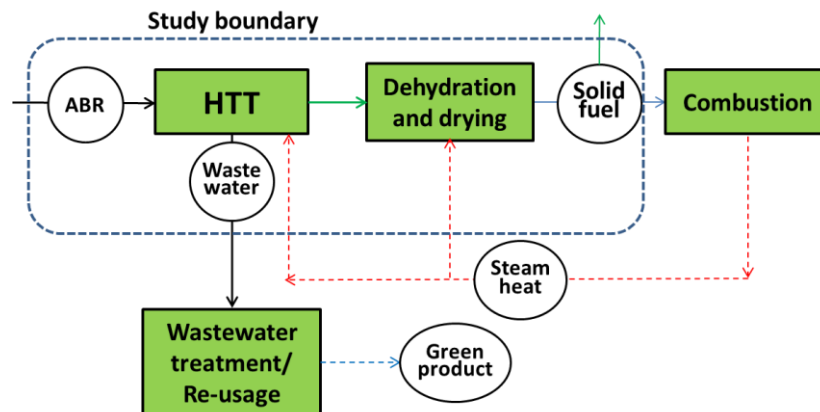 Study boundary
ABR
HTT
Dehydration
and drying
Solid
fuel
Combustion
Waste
water
Steam
heat
Wastewater
treatment/
Re-usage
Green
product